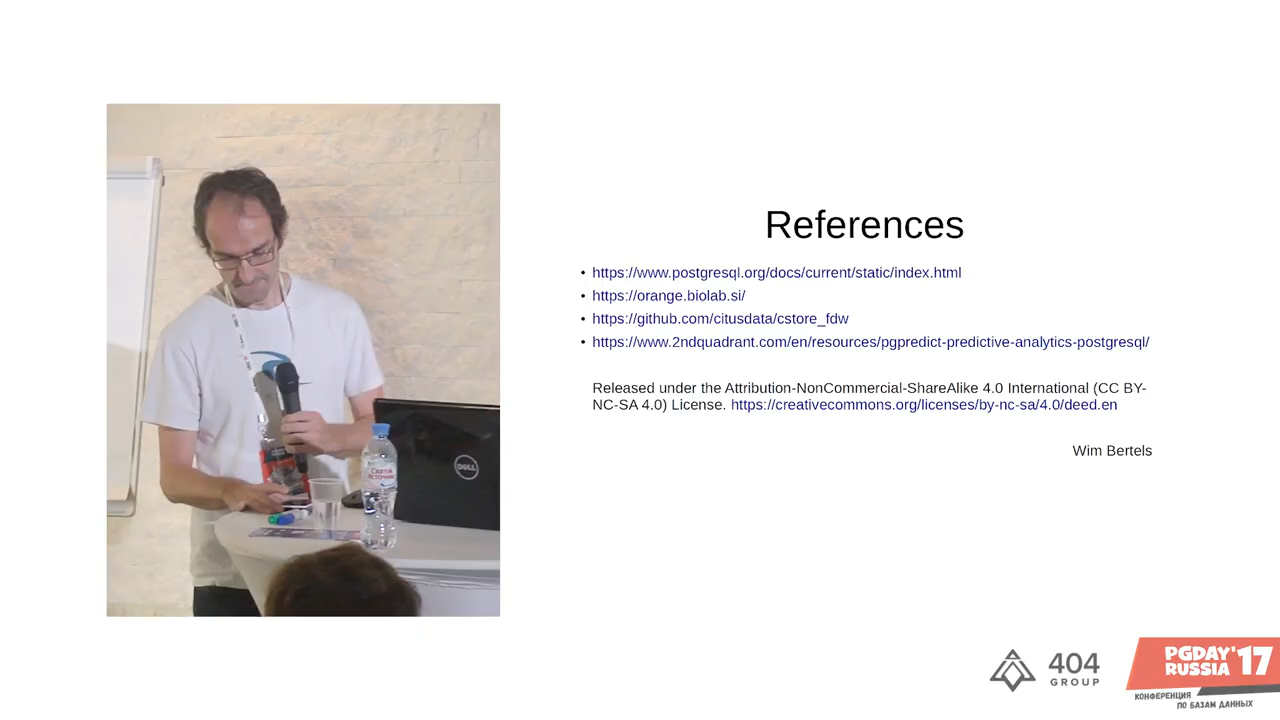 References
• https://www.postgresql.org/docs/current/static/index.html
• https://orange.biolab.si/
• https://github.com/citusdata/cstore_fdw
• https://www.2ndquadrant.com/en/resources/pgpredict-predictive-analytics-postgresql/
Released under the Attribution-NonCommercial-ShareAlike 4.0 International (CC BY-
NC-SA 4.0) License. https://creativecommons.org/licenses/by-nc-sa/4.0/deed.en
Wim Bertels
DELL
Святой
Источник
404
GROUP
PGDAY'17
RUSSIA
КОНФЕРЕНЦИЯ
ПО БАЗАМ ДАННЫХ